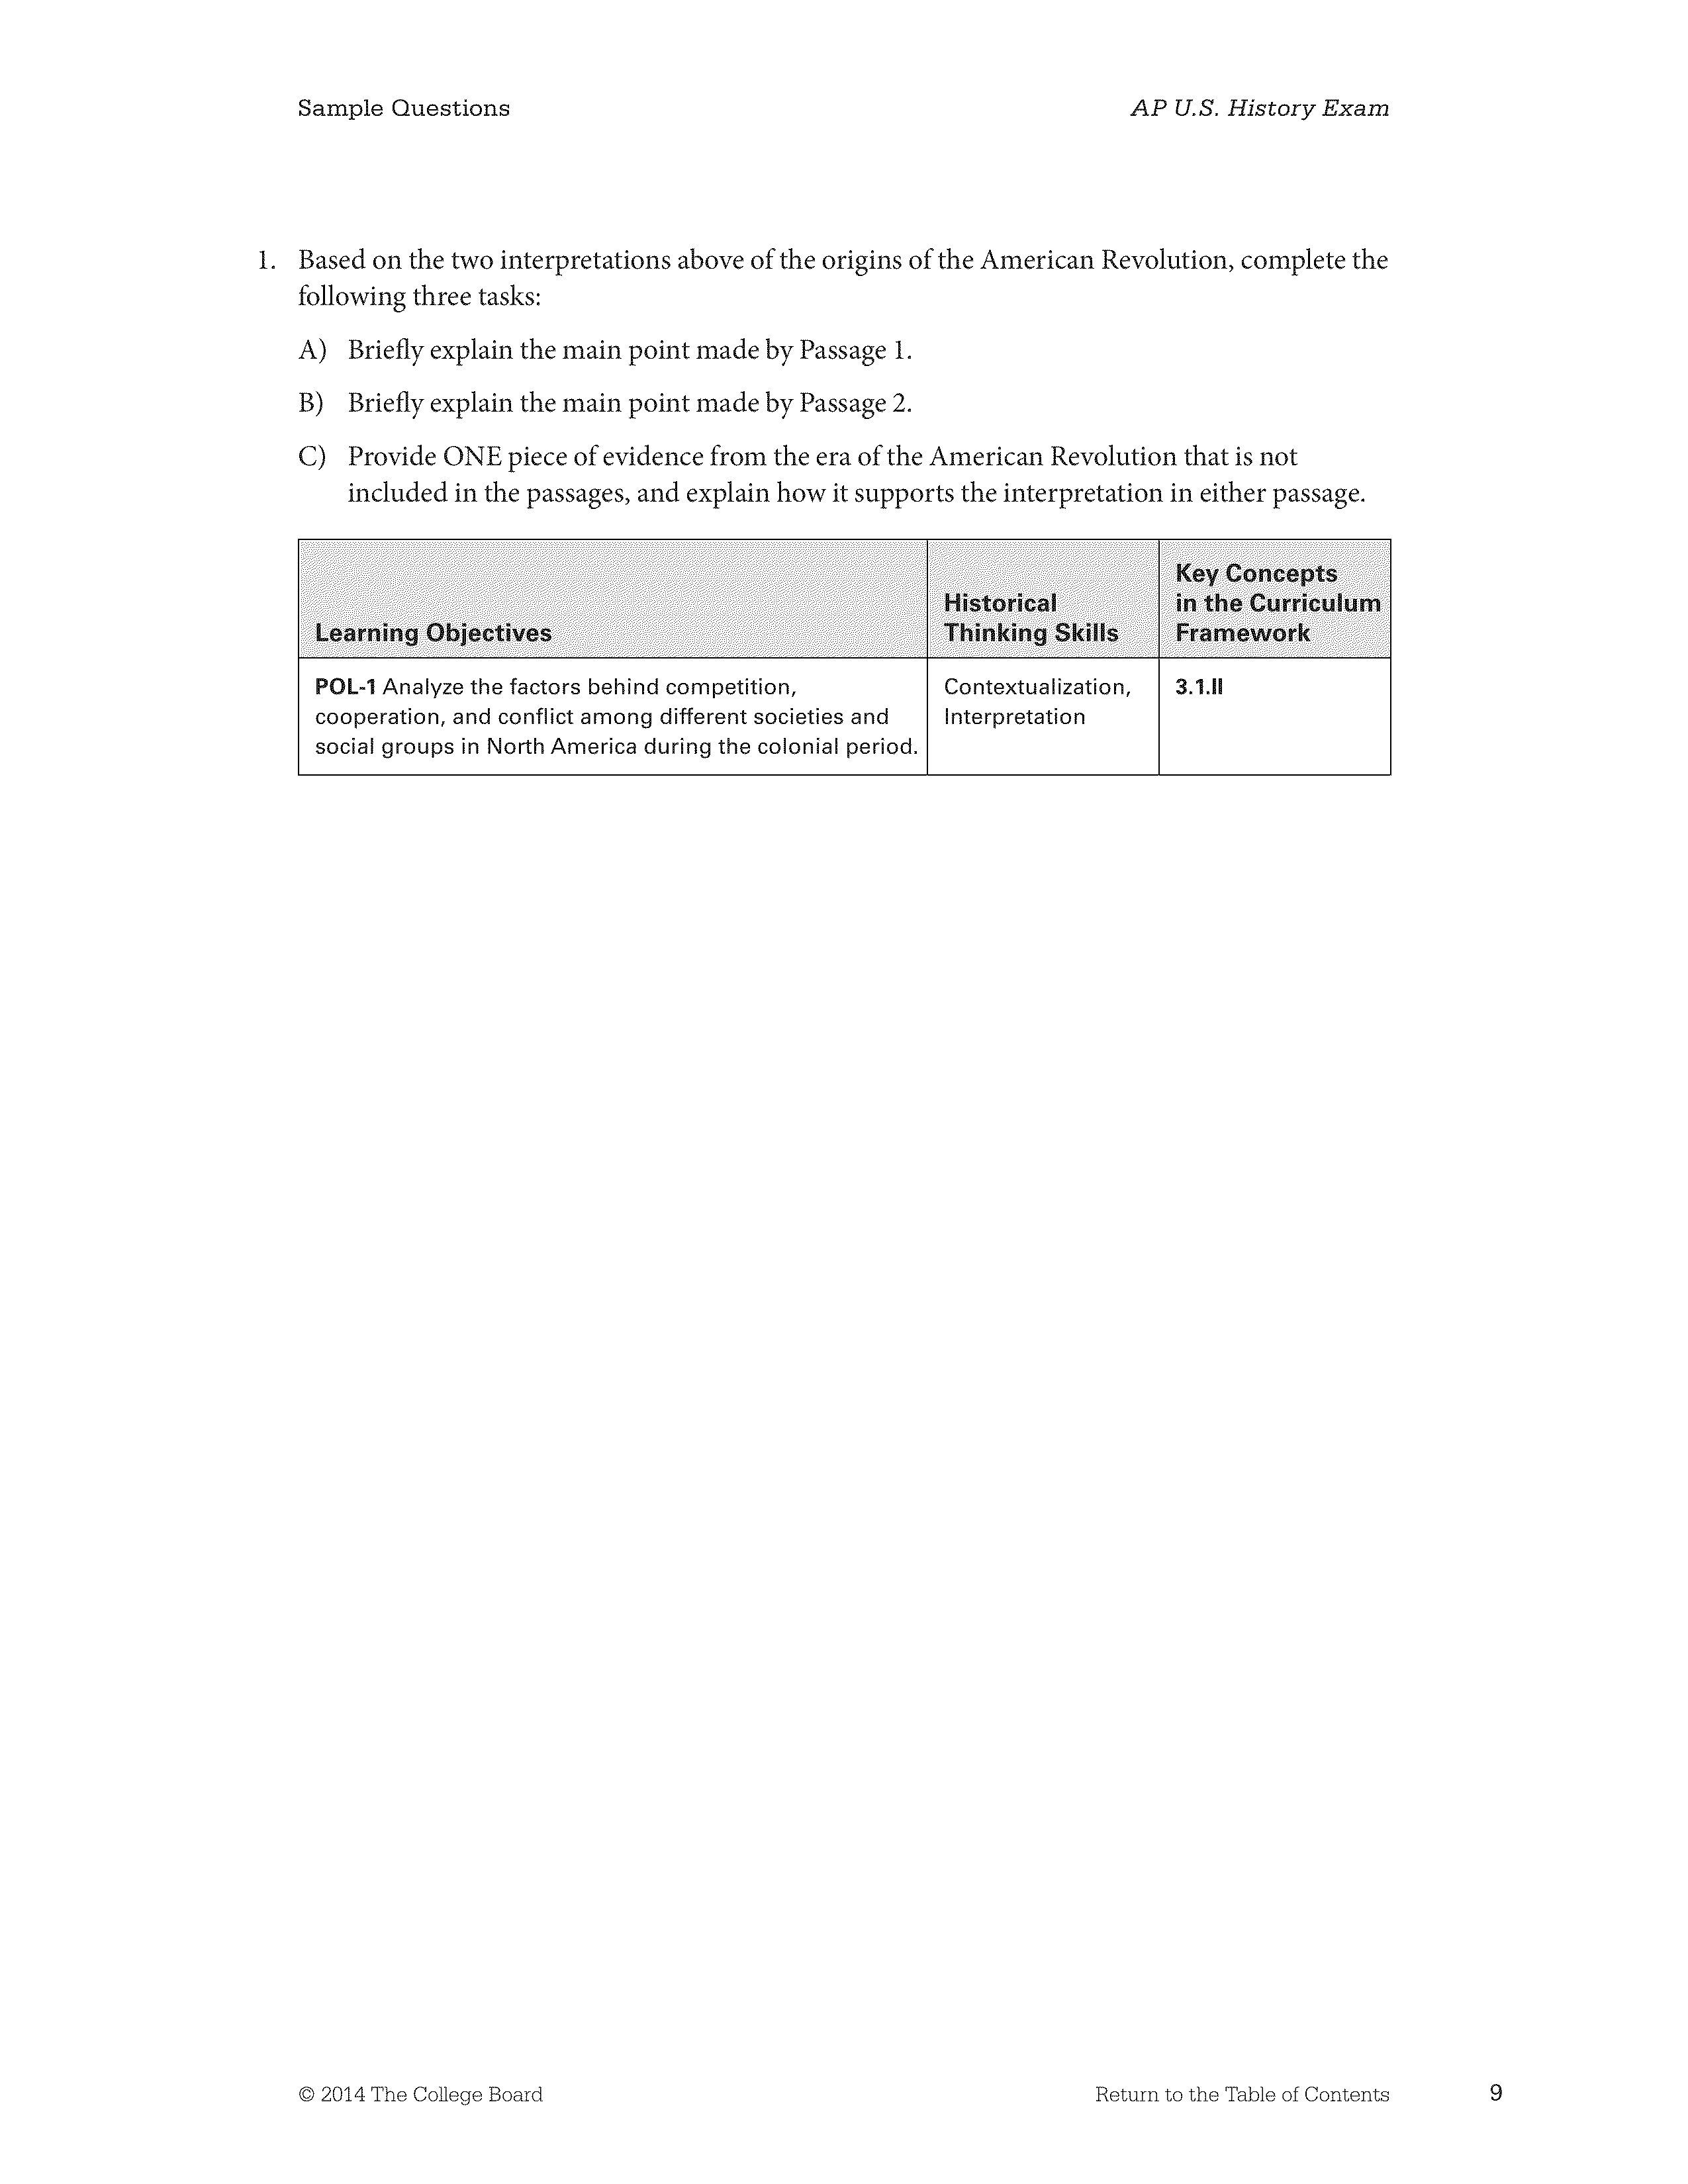 Sample Questions
AP U.S. History Exam
1. Based on the two interpretations above of the origins of the American Revolution, complete the
following three tasks:
A) Briefly explain the main point made by Passage 1.
B) Briefly explain the main point made by Passage 2.
C) Provide ONE piece of evidence from the era of the American Revolution that is not
included in the passages, and explain how it supports the interpretation in either passage.
Learning Objectives
Historical
Thinking Skills
Key Concepts
in the Curriculum
Framework
POL-1 Analyze the factors behind competition,
cooperation, and conflict among different societies and
social groups in North America during the colonial period.
Contextualization,
Interpretation
3.1.II
© 2014 The College Board
Return to the Table of Contents
9